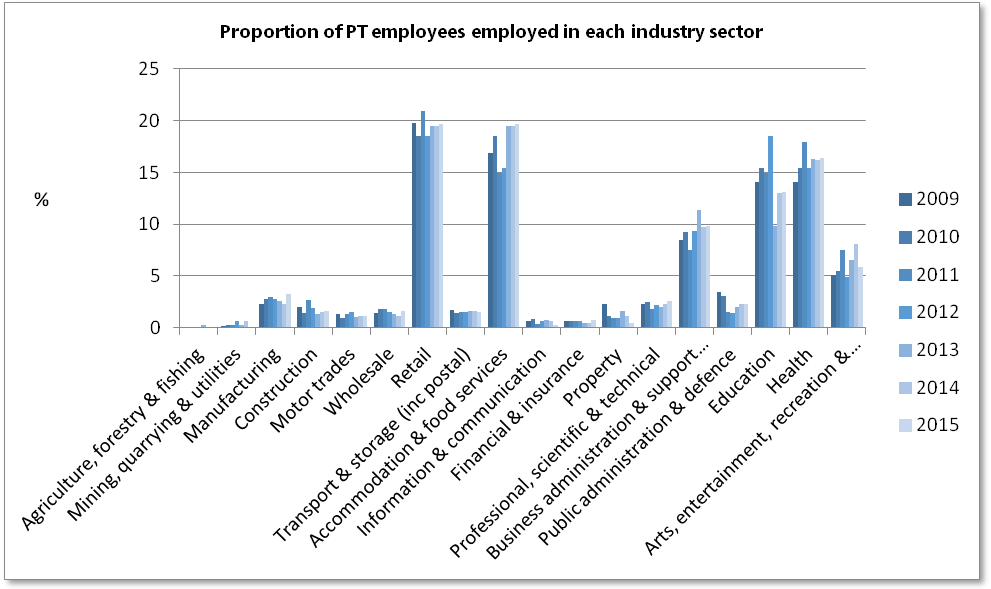 Proportion of PT employees employed in each industry sector
25
20
15
10
5
0
%
Agriculture, forestry & fishing
Mining, quarrying & utilities
Manufacturing
Construction
Motor trades
Wholesale
Retail
Transport & storage (inc postal)
Accommodation & food services
Information & communication
Financial & insurance
Property
Professional, scientific & technical
Business administration & support...
Public administration & defence
Education
Health
Arts, entertainment, recreation &...
2009
2010
2011
2012
2013
2014
2015